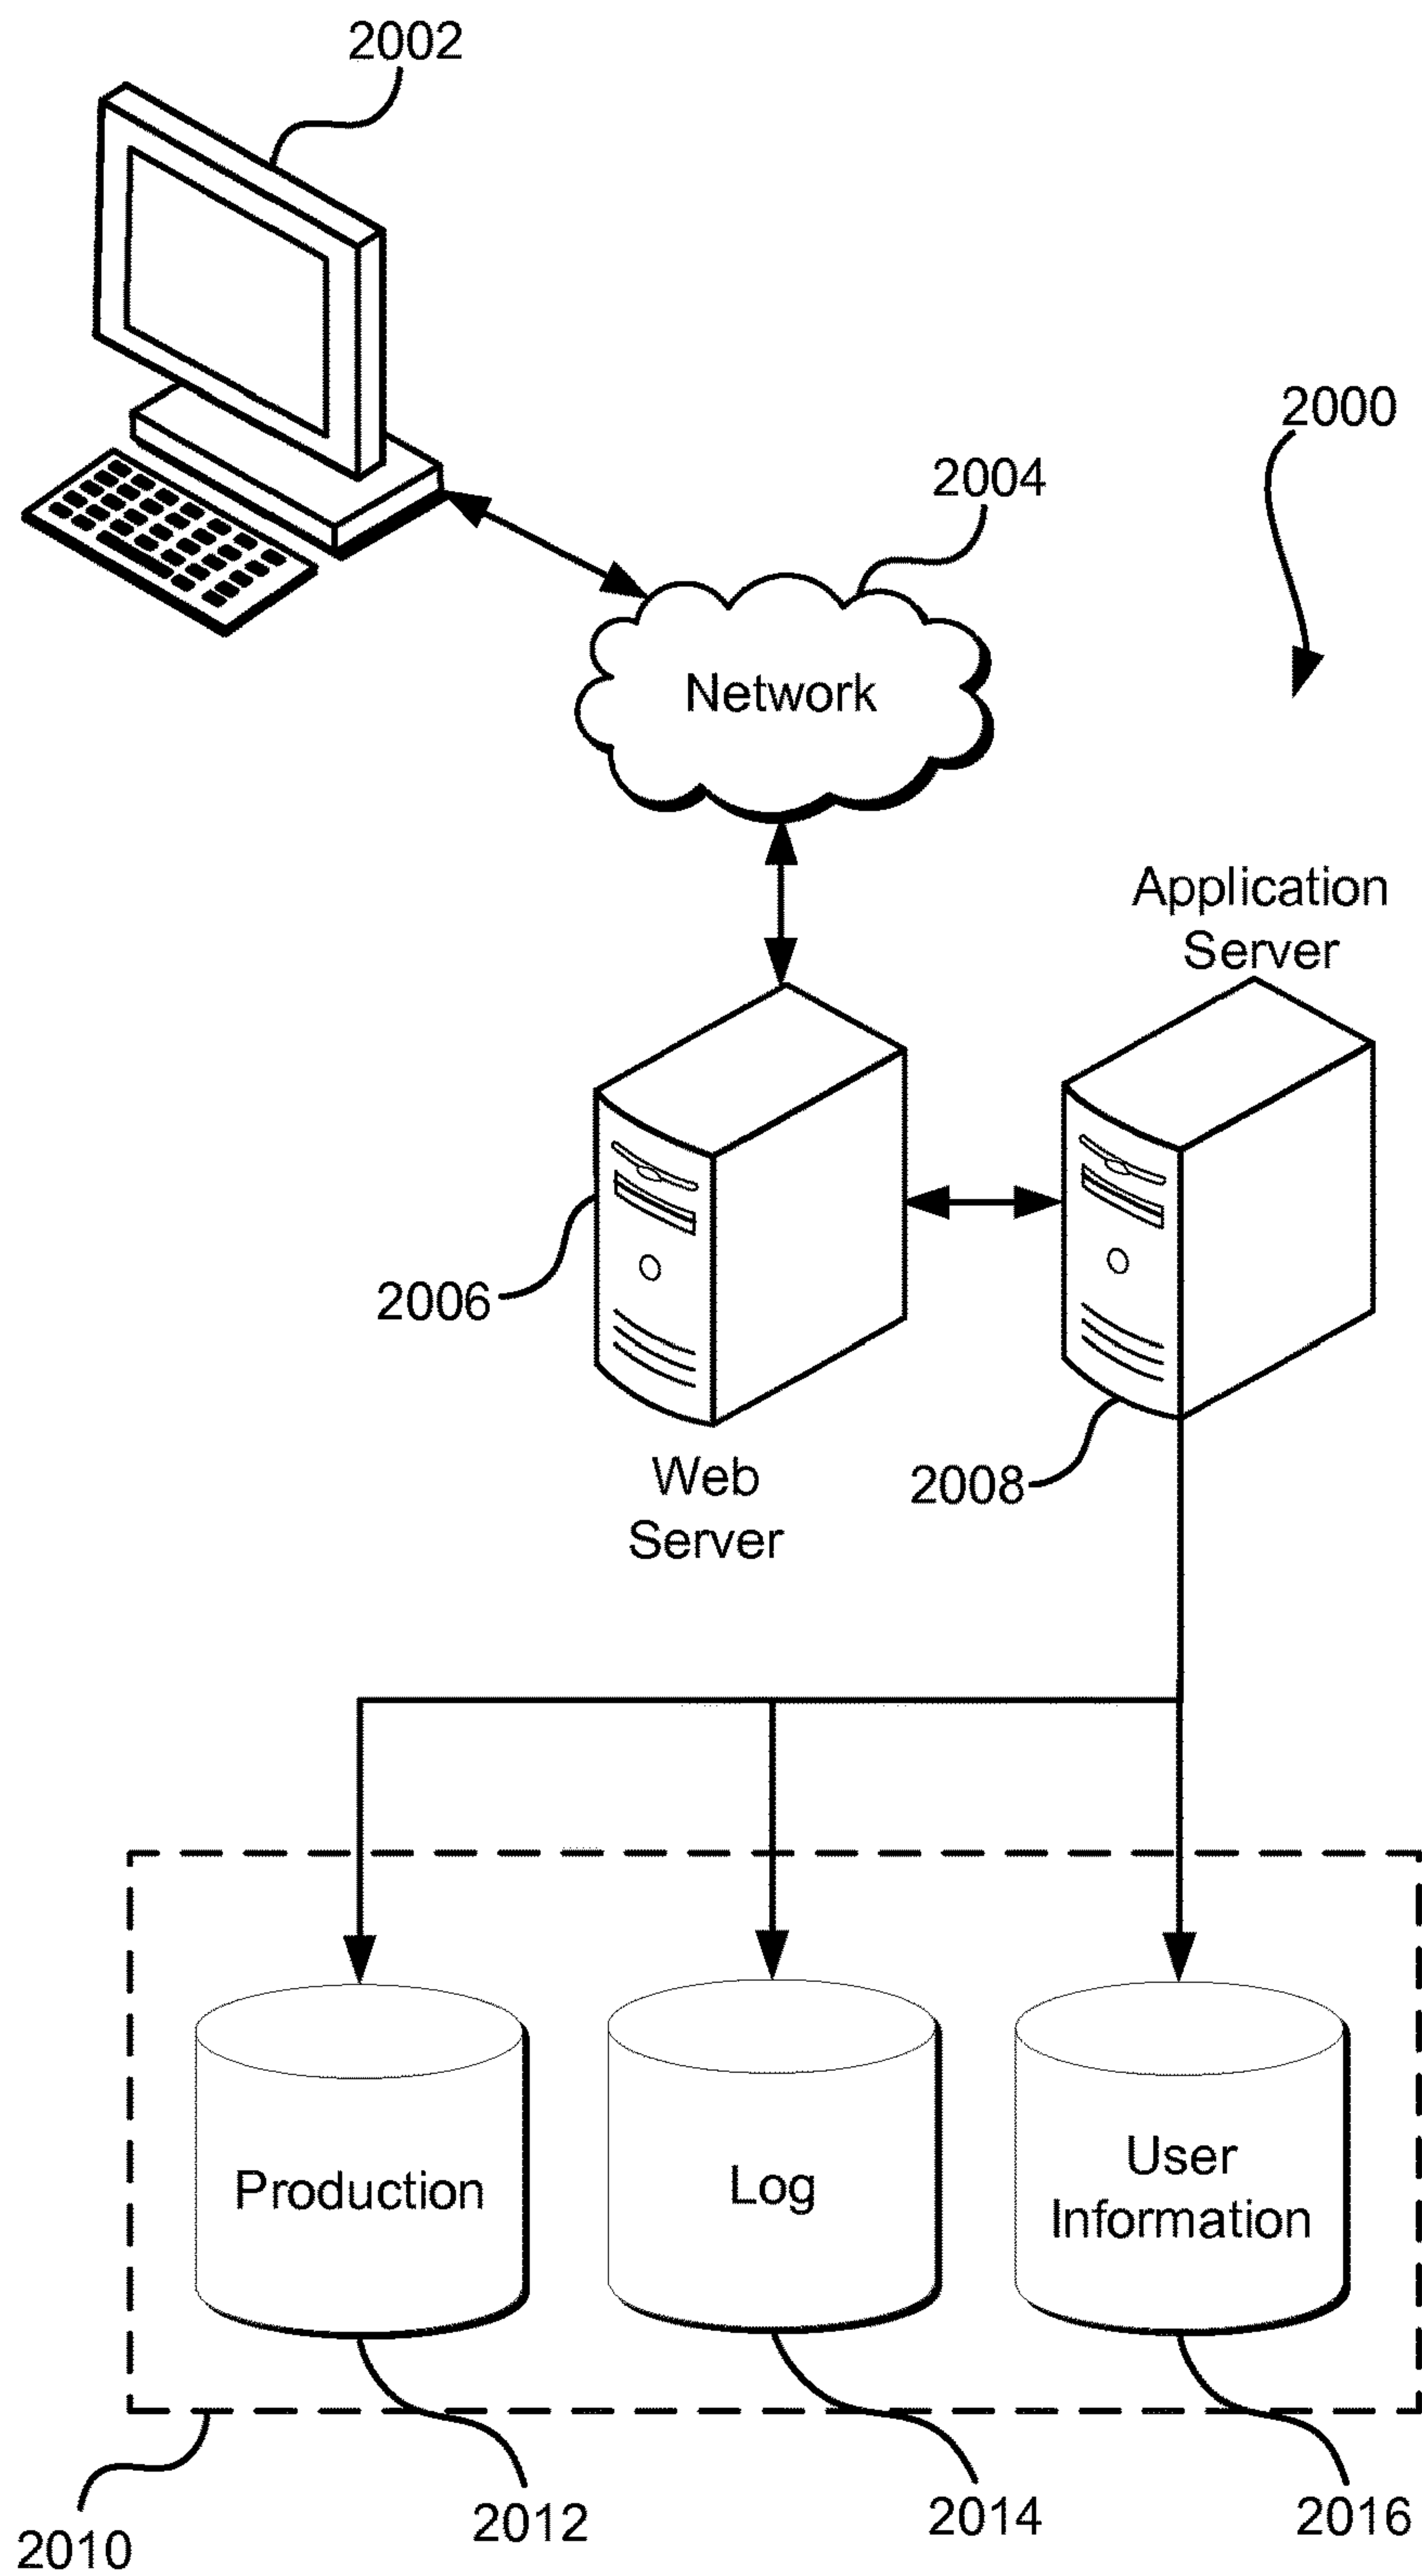 2002
2000
2004
Network
Application
Server
2006
Web
Server
2008
Production
Log
User
Information
2010
2012
2014
2016